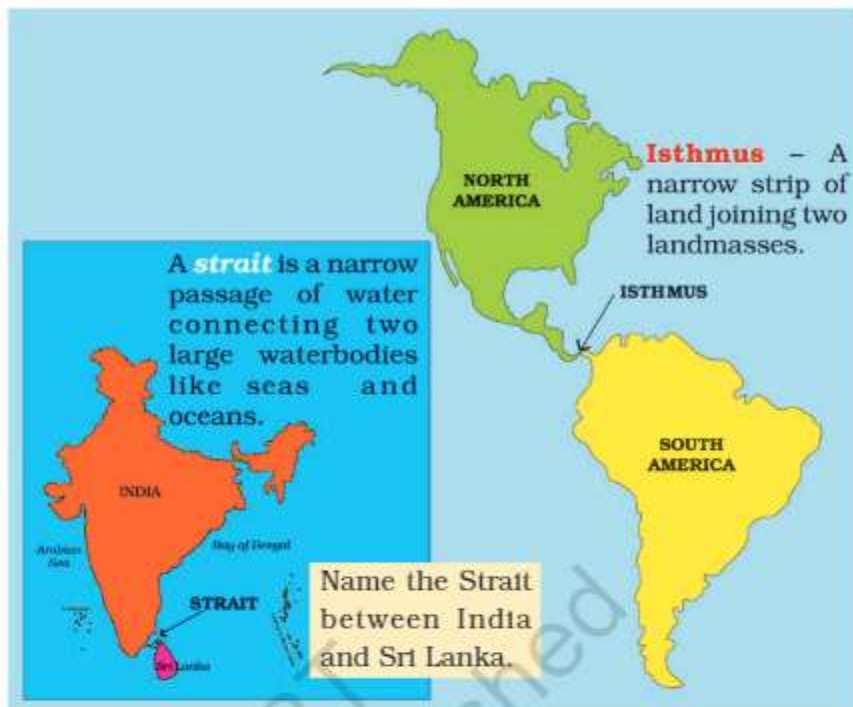 NORTH
AMERICA
Isthmus – A
narrow strip of
land joining two
landmasses.
ISTHMUS
SOUTH
AMERICA
A strait is a narrow
passage of water
connecting two
large waterbodies
like seas and
oceans.
INDIA
Arabian
Sea
Bay of Bengal
STRAIT
Sri Lanka
Name the Strait
between India
and Sri Lanka.